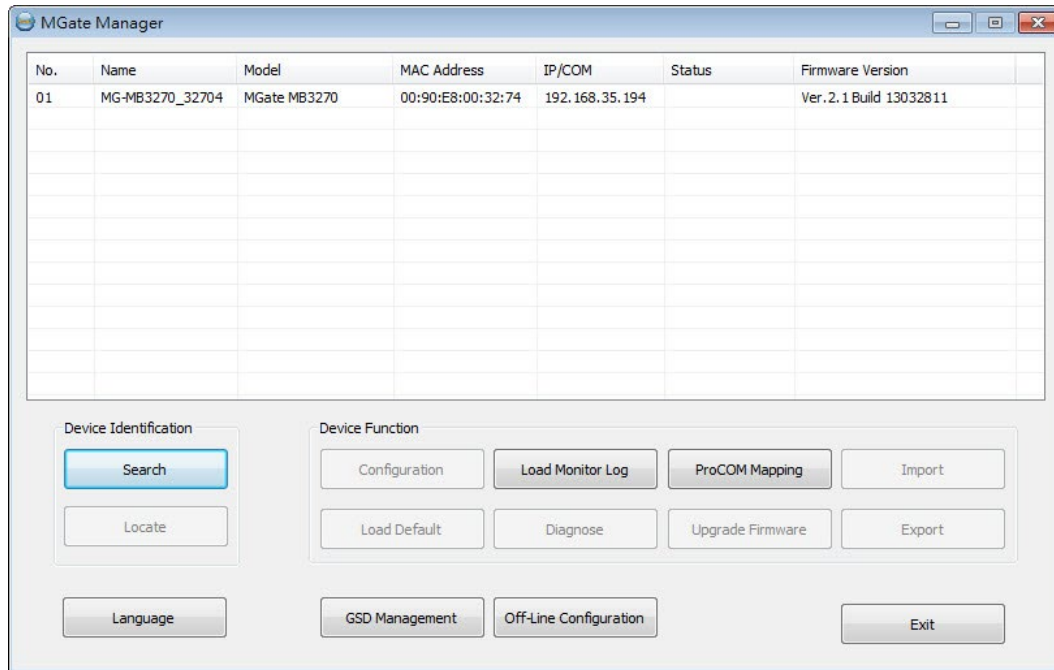 MGate Manager
No. Name Model MAC Address IP/COM Status Firmware Version
01 MG-MB3270_32704 MGate MB3270 00:90:E8:00:32:74 192.168.35.194 Ver.2.1 Build 13032811
Device Identification Device Function
Search Configuration Load Monitor Log ProCOM Mapping Import
Locate Load Default Diagnose Upgrade Firmware Export
Language GSD Management Off-Line Configuration Exit